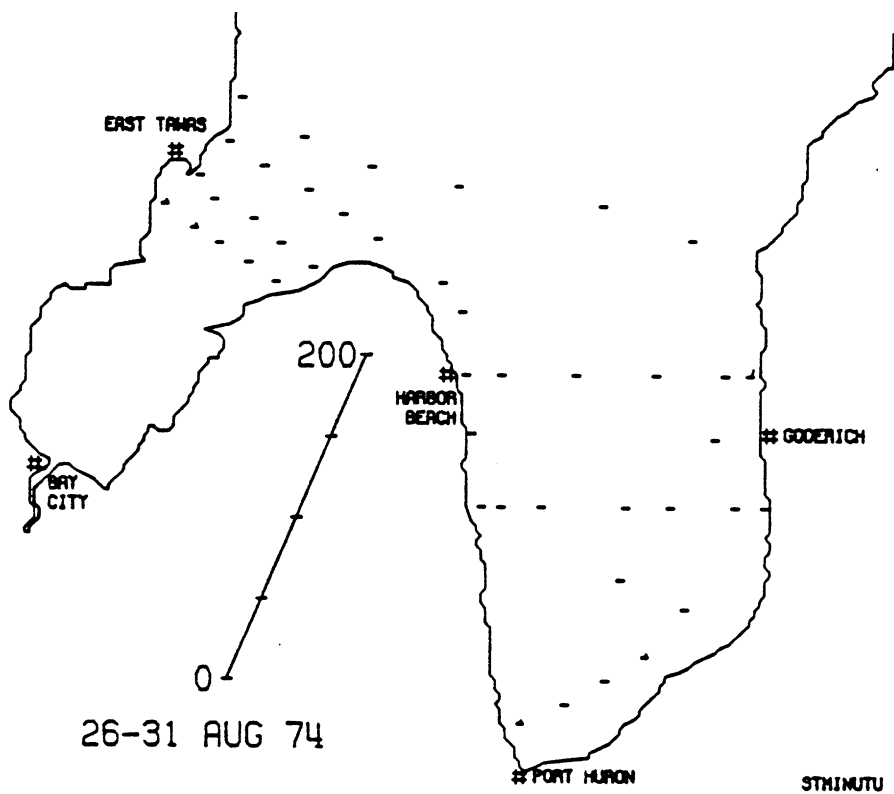 EAST TAWAS
200
HARBOR
BEACH
GODERICH
BAY
CITY
0
26-31 AUG 74
PORT HURON
STMINUTU